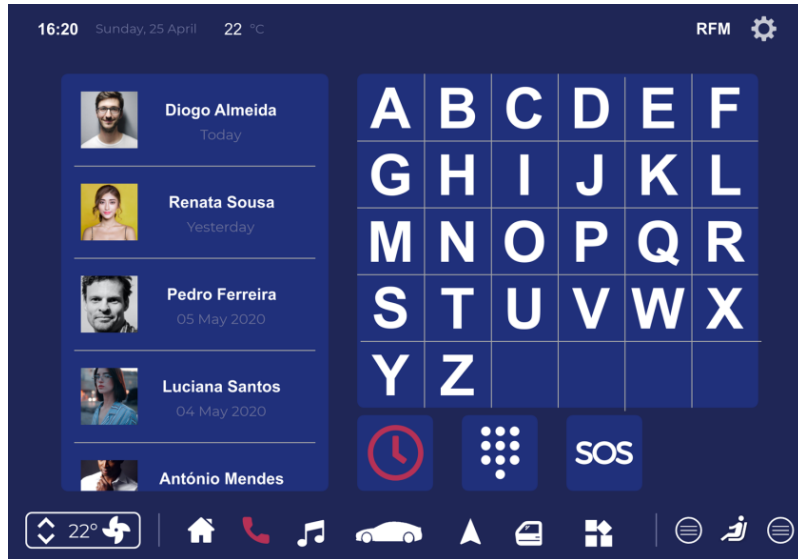 16:20 Sunday, 25 April 22 °C RFM
Diogo Almeida
Today
Renata Sousa
Yesterday
Pedro Ferreira
05 May 2020
Luciana Santos
04 May 2020
António Mendes
A B C D E F
G H I J K L
M N O P Q R
S T U V W X
Y Z
SOS
22°